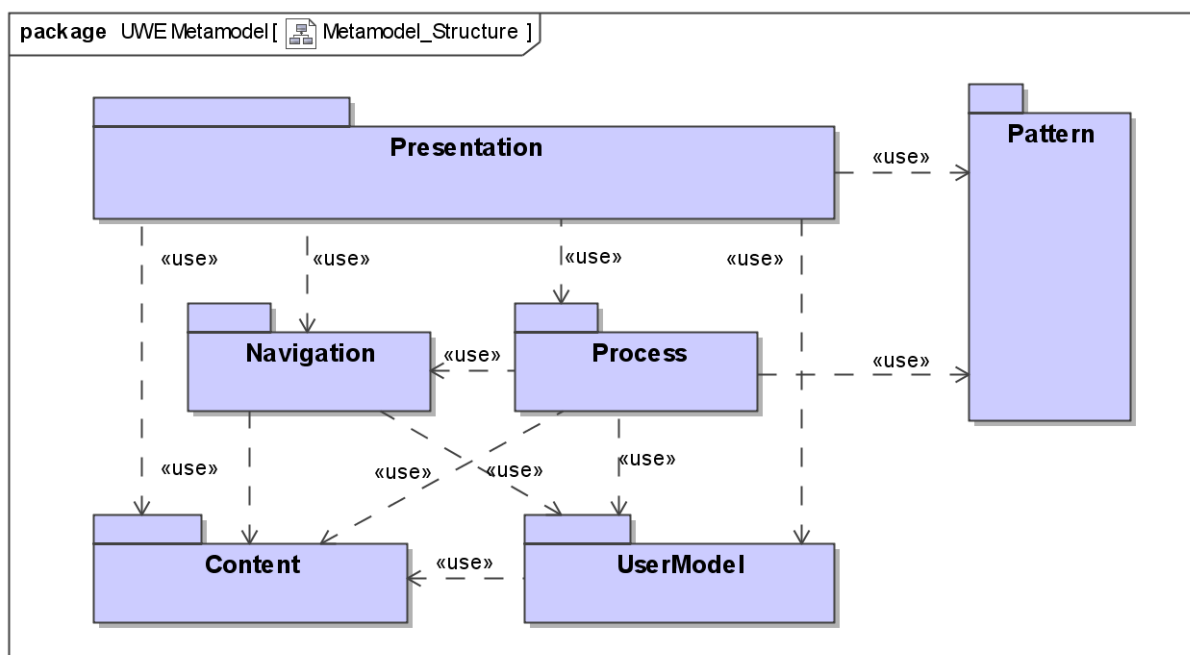 package UWE Metamodel [ Metamodel_Structure ]
Presentation
Pattern
«use»
«use»
«use»
«use»
«use»
Navigation
Process
«use»
«use»
«use»
«use»
«use»
«use»
Content
UserModel
«use»